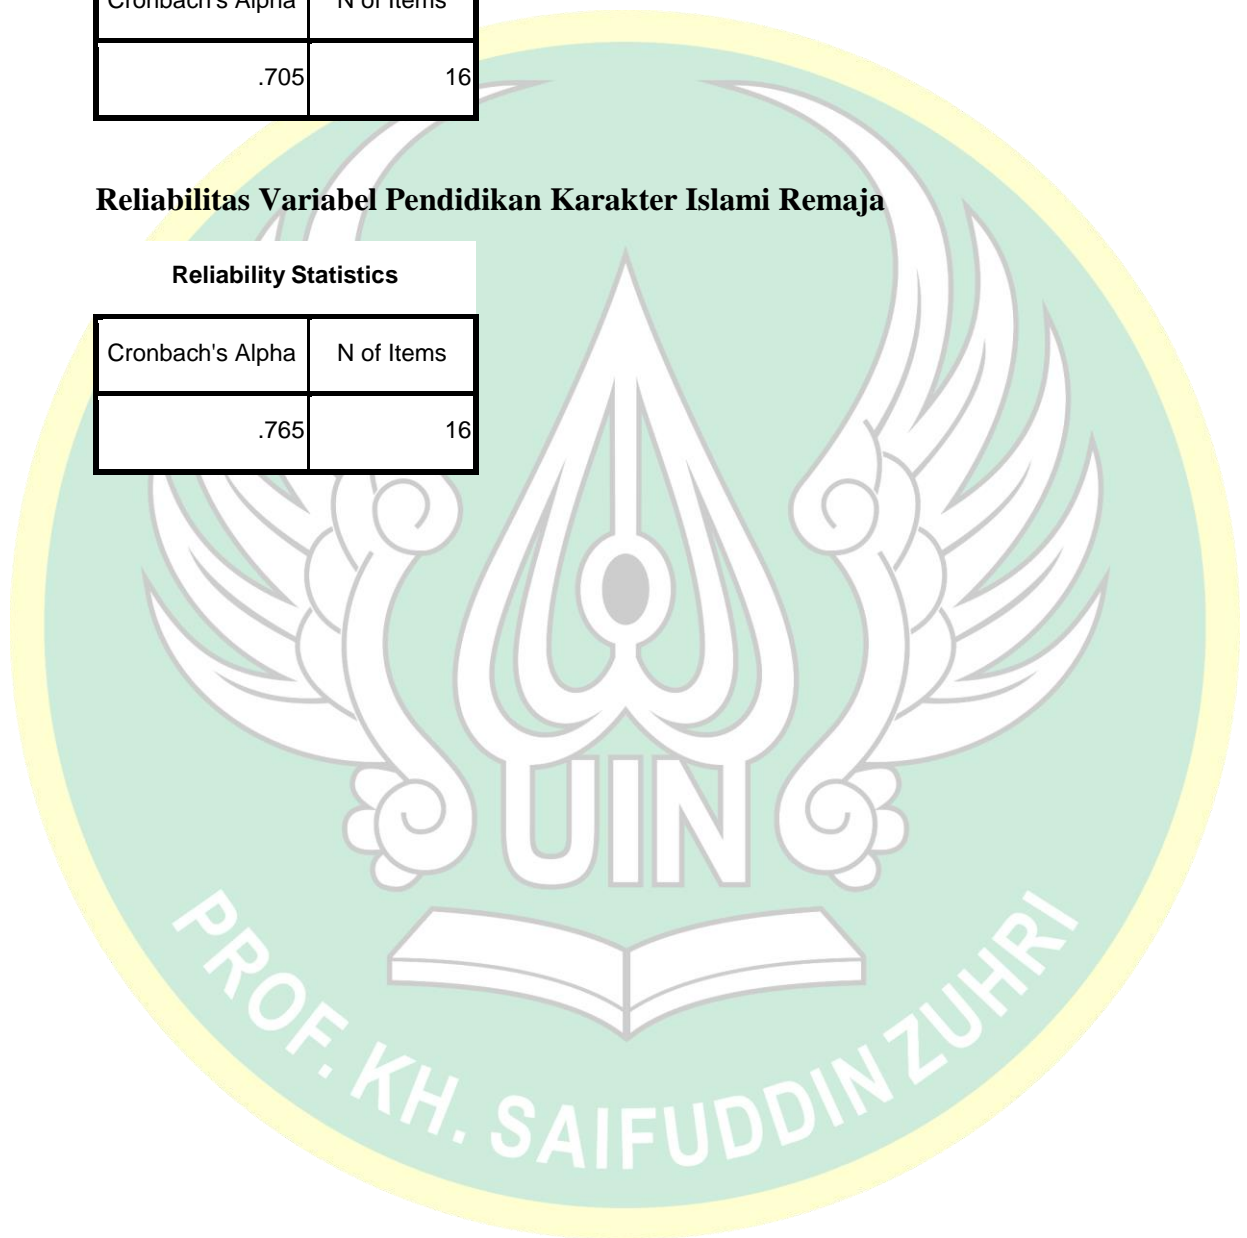 Cronbach's Alpha N of Items
.705 16
Reliabilitas Variabel Pendidikan Karakter Islami Remaja
Reliability Statistics
Cronbach's Alpha N of Items
.765 16
UIN
PROF. KH. SAIFUDDIN ZUHRI